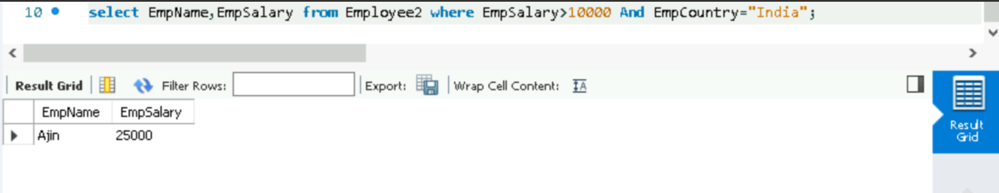 10 select EmpName,EmpSalary from Employee2 where EmpSalary>10000 And EmpCountry="India";
Result Grid Filter Rows: Export: Wrap Cell Content: IA
EmpName EmpSalary
Ajin 25000
Result
Grid